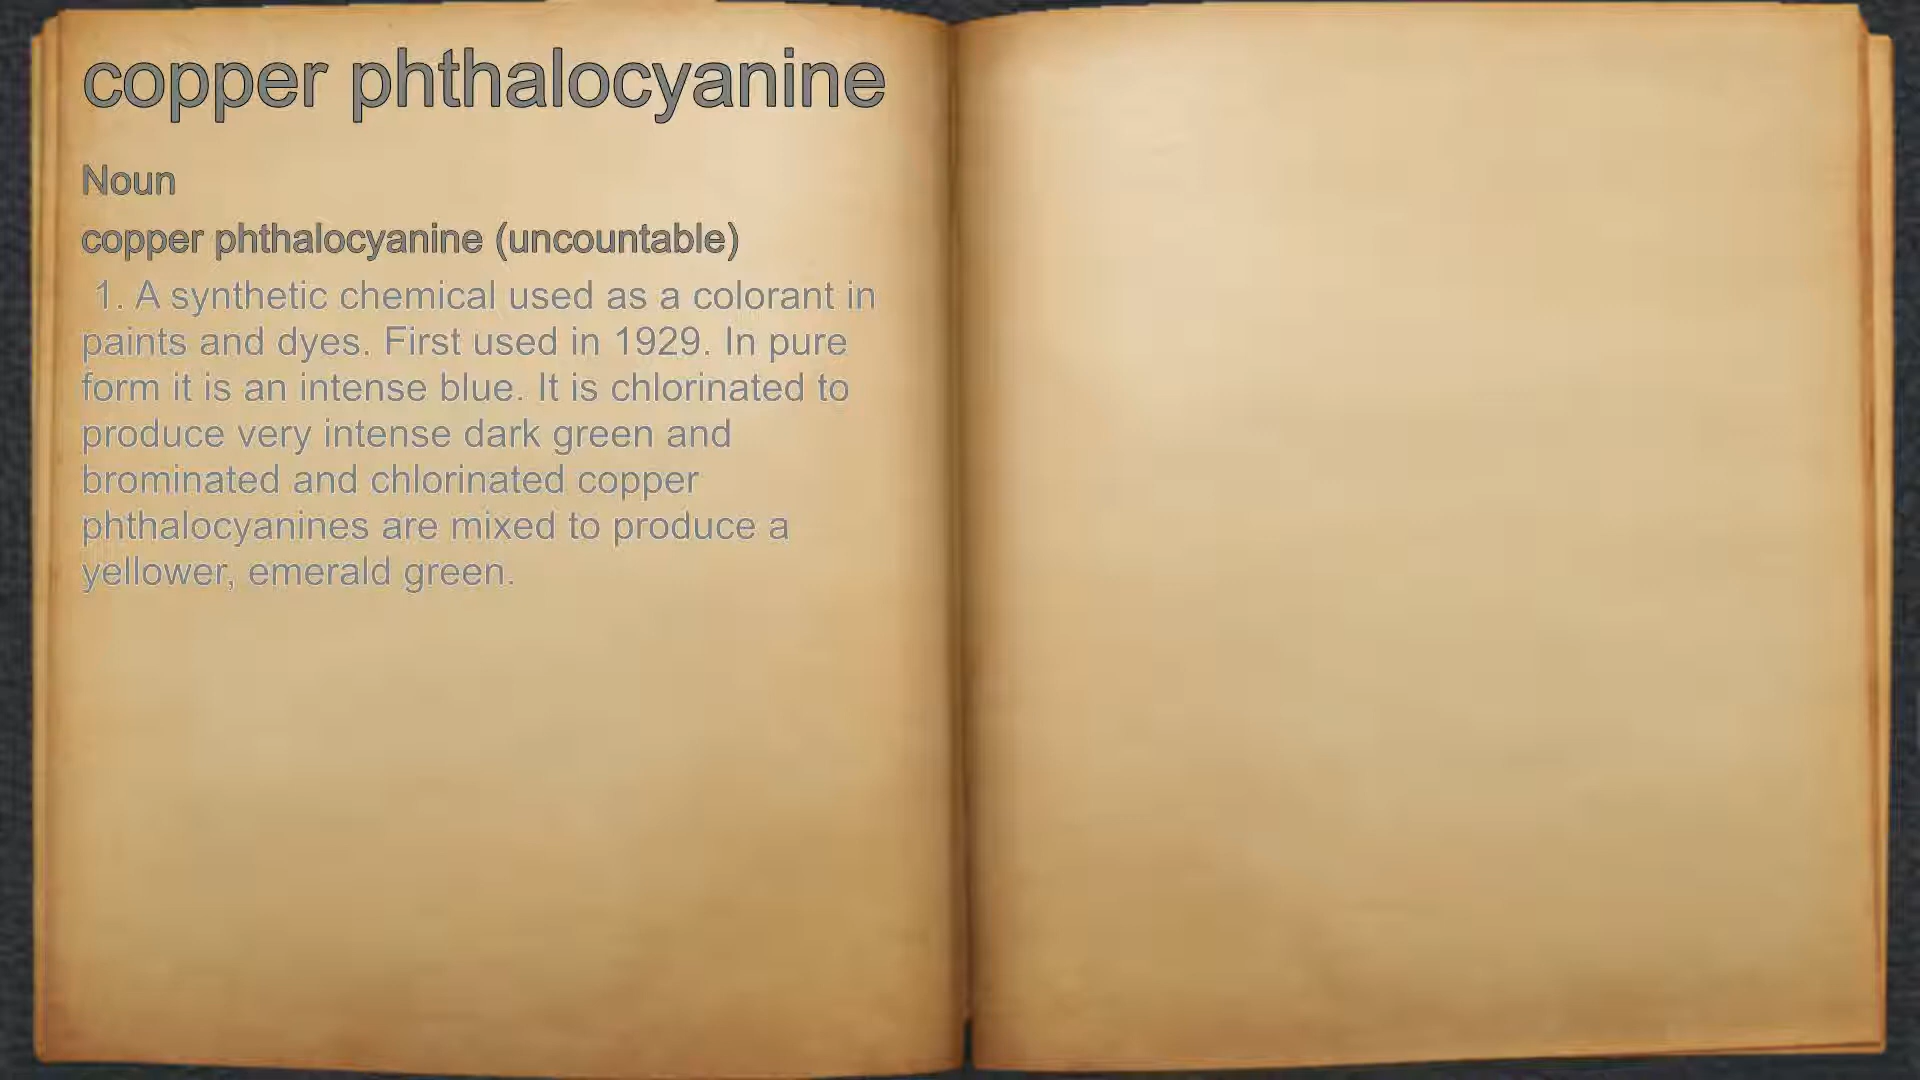 copper phthalocyanine
Noun
copper phthalocyanine (uncountable)
1. A synthetic chemical used as a colorant in
paints and dyes. First used in 1929. In pure
form it is an intense blue. It is chlorinated to
produce very intense dark green and
brominated and chlorinated copper
phthalocyanines are mixed to produce a
yellower, emerald green.